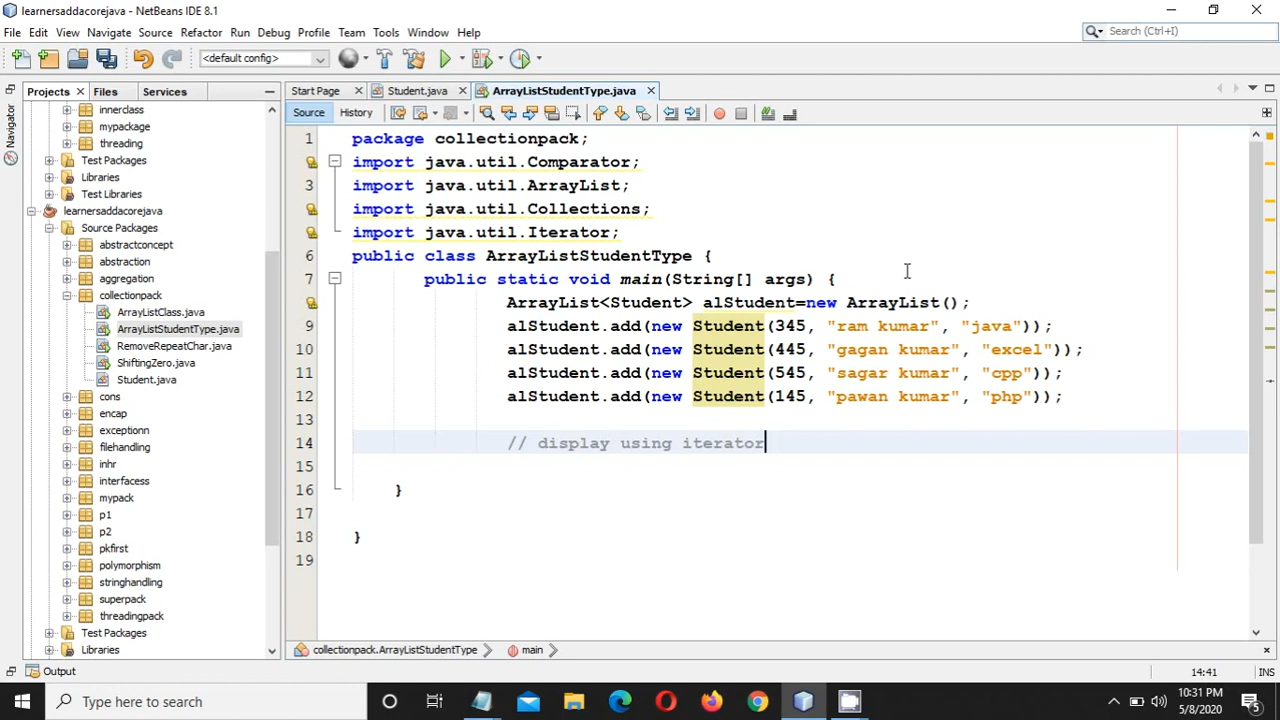 learnersaddacorejava - NetBeans IDE 8.1
File Edit View Navigate Source Refactor Run Debug Profile Team Tools Window Help
Search (Ctrl+I)
<default config>
Projects Files Services
Start Page Student.java ArrayListStudentType.java
Navigator
Source History
innerclass
mypackage
threading
Test Packages
Libraries
Test Libraries
learnersaddacorejava
Source Packages
abstractconcept
abstraction
aggregation
collectionpack
ArrayListClass.java
ArrayListStudentType.java
RemoveRepeatChar.java
ShiftingZero.java
Student.java
cons
encap
exceptionn
filehandling
inhr
interfacess
mypack
p1
p2
pkfirst
polymorphism
stringhandling
superpack
threadingpack
Test Packages
Libraries
1 package collectionpack;
import java.util.Comparator;
3 import java.util.ArrayList;
import java.util.Collections;
import java.util.Iterator;
6 public class ArrayListStudentType {
7 public static void main(String[] args) {
ArrayList<Student> alStudent=new ArrayList();
9 alStudent.add(new Student(345, "ram kumar", "java"));
10 alStudent.add(new Student(445, "gagan kumar", "excel"));
11 alStudent.add(new Student(545, "sagar kumar", "cpp"));
12 alStudent.add(new Student(145, "pawan kumar", "php"));
13
14 // display using iterator
15
16 }
17
18 }
19
collectionpack.ArrayListStudentType main
Output
14:41 INS
Type here to search
10:31 PM
5/8/2020
5